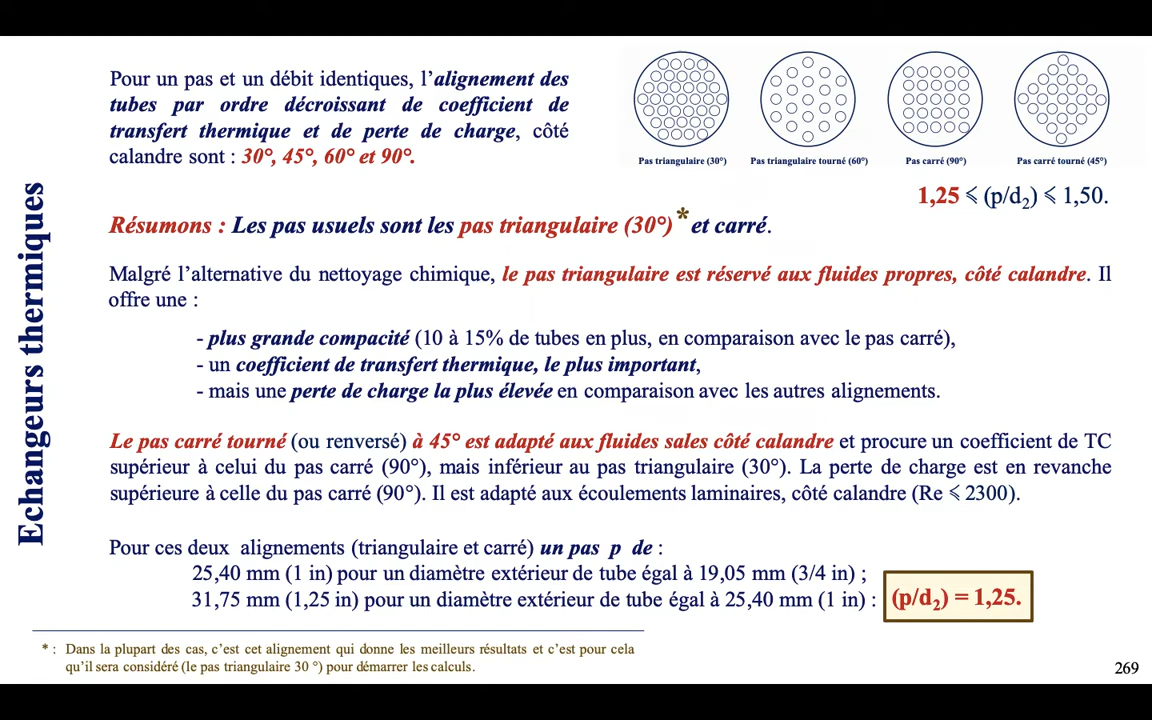 Echangeurs thermiques
Pour un pas et un débit identiques, l’alignement des
tubes par ordre décroissant de coefficient de
transfert thermique et de perte de charge, côté
calandre sont : 30°, 45°, 60° et 90°.
Pas triangulaire (30°)
Pas triangulaire tourné (60°)
Pas carré (90°)
Pas carré tourné (45°)
1,25 ⩽ (p/d₂) ⩽ 1,50.
Résumons : Les pas usuels sont les pas triangulaire (30°)* et carré.
Malgré l’alternative du nettoyage chimique, le pas triangulaire est réservé aux fluides propres, côté calandre. Il
offre une :
- plus grande compacité (10 à 15% de tubes en plus, en comparaison avec le pas carré),
- un coefficient de transfert thermique, le plus important,
- mais une perte de charge la plus élevée en comparaison avec les autres alignements.
Le pas carré tourné (ou renversé) à 45° est adapté aux fluides sales côté calandre et procure un coefficient de TC
supérieur à celui du pas carré (90°), mais inférieur au pas triangulaire (30°). La perte de charge est en revanche
supérieure à celle du pas carré (90°). Il est adapté aux écoulements laminaires, côté calandre (Re ⩽ 2300).
Pour ces deux alignements (triangulaire et carré) un pas p de :
25,40 mm (1 in) pour un diamètre extérieur de tube égal à 19,05 mm (3/4 in) ;
31,75 mm (1,25 in) pour un diamètre extérieur de tube égal à 25,40 mm (1 in) :
(p/d₂) = 1,25.
* : Dans la plupart des cas, c’est cet alignement qui donne les meilleurs résultats et c’est pour cela
qu’il sera considéré (le pas triangulaire 30 °) pour démarrer les calculs.
269